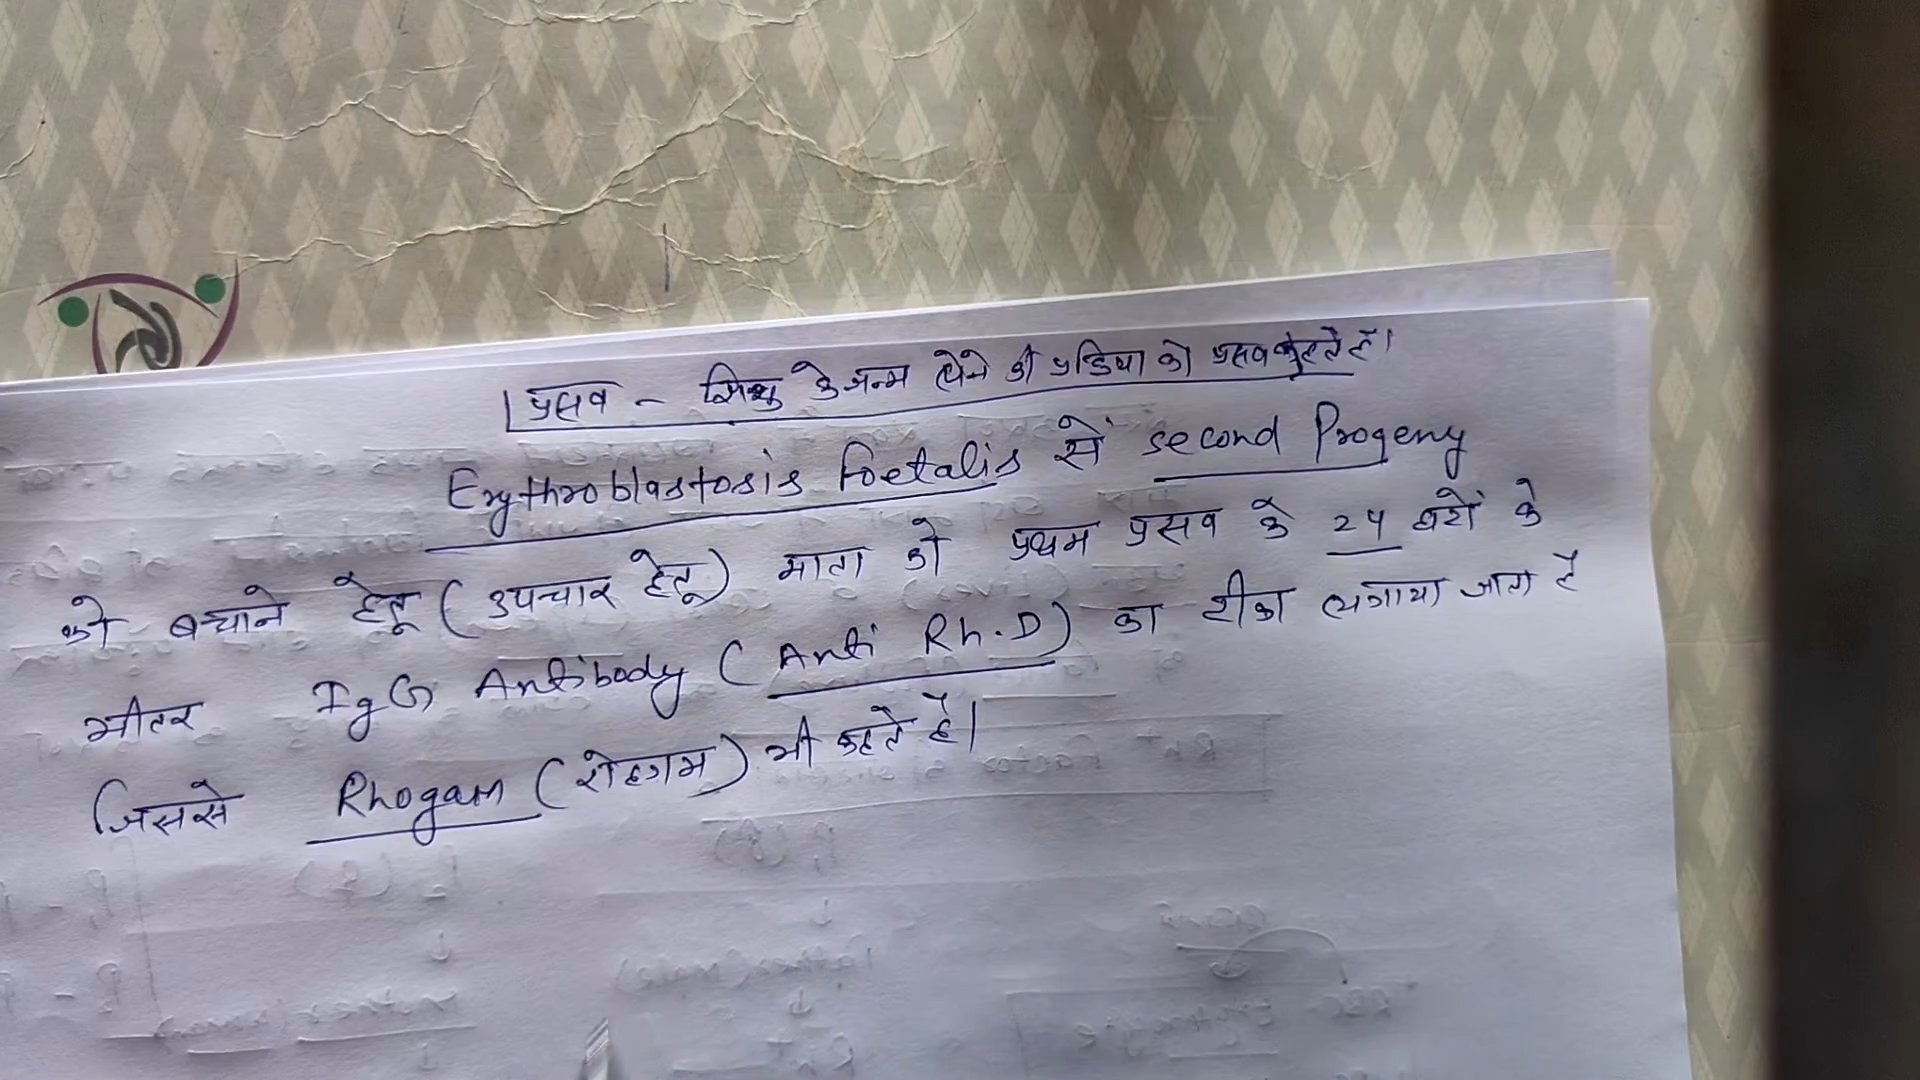 प्रसव - शिशु के जन्म लेने की प्रक्रिया को प्रसव कहते हैं।
Erythroblastosis Foetalis से second Progeny
को बचाने हेतू (उपचार हेतू) माता को प्रथम प्रसव के 24 घंटों के
भीतर IgG Antibody (Anti Rh.D) का टीका लगाया जाता है
जिससे Rhogam (रोहगम) भी कहते है।